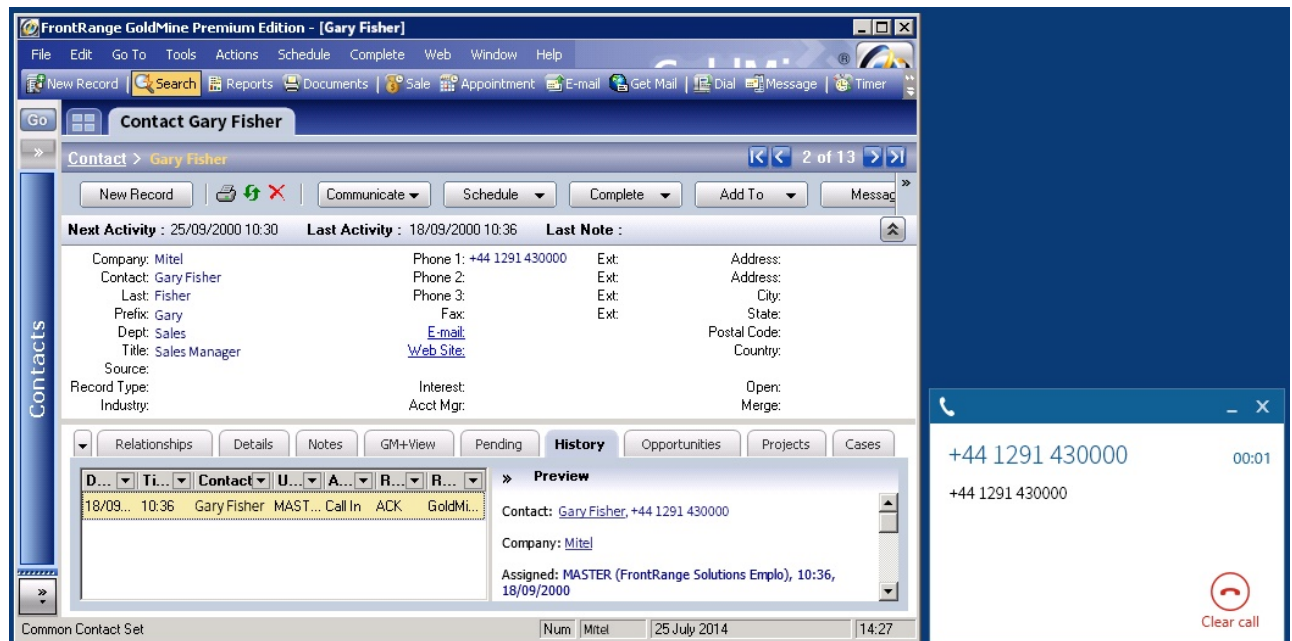 FrontRange GoldMine Premium Edition - [Gary Fisher]
File Edit Go To Tools Actions Schedule Complete Web Window Help
New Record Search Reports Documents Sale Appointment E-mail Get Mail Dial Message Timer
Go Contact Gary Fisher
» Contact > Gary Fisher 2 of 13
New Record Communicate Schedule Complete Add To Messag »
Next Activity : 25/09/2000 10:30 Last Activity : 18/09/2000 10:36 Last Note :
Company: Mitel Phone 1: +44 1291 430000 Ext: Address:
Contact: Gary Fisher Phone 2: Ext: Address:
Last: Fisher Phone 3: Ext: City:
Prefix: Gary Fax: Ext: State:
Dept: Sales E-mail: Postal Code:
Title: Sales Manager Web Site: Country:
Source:
Record Type: Interest: Open:
Industry: Acct Mgr: Merge:
Contacts
Relationships Details Notes GM+View Pending History Opportunities Projects Cases
D... Ti... Contact U... A... R... R... » Preview
18/09... 10:36 Gary Fisher MAST... Call In ACK GoldMi...
Contact: Gary Fisher, +44 1291 430000
Company: Mitel
Assigned: MASTER (FrontRange Solutions Emplo), 10:36,
18/09/2000
»
Common Contact Set Num Mitel 25 July 2014 14:27
+44 1291 430000 00:01
+44 1291 430000
Clear call